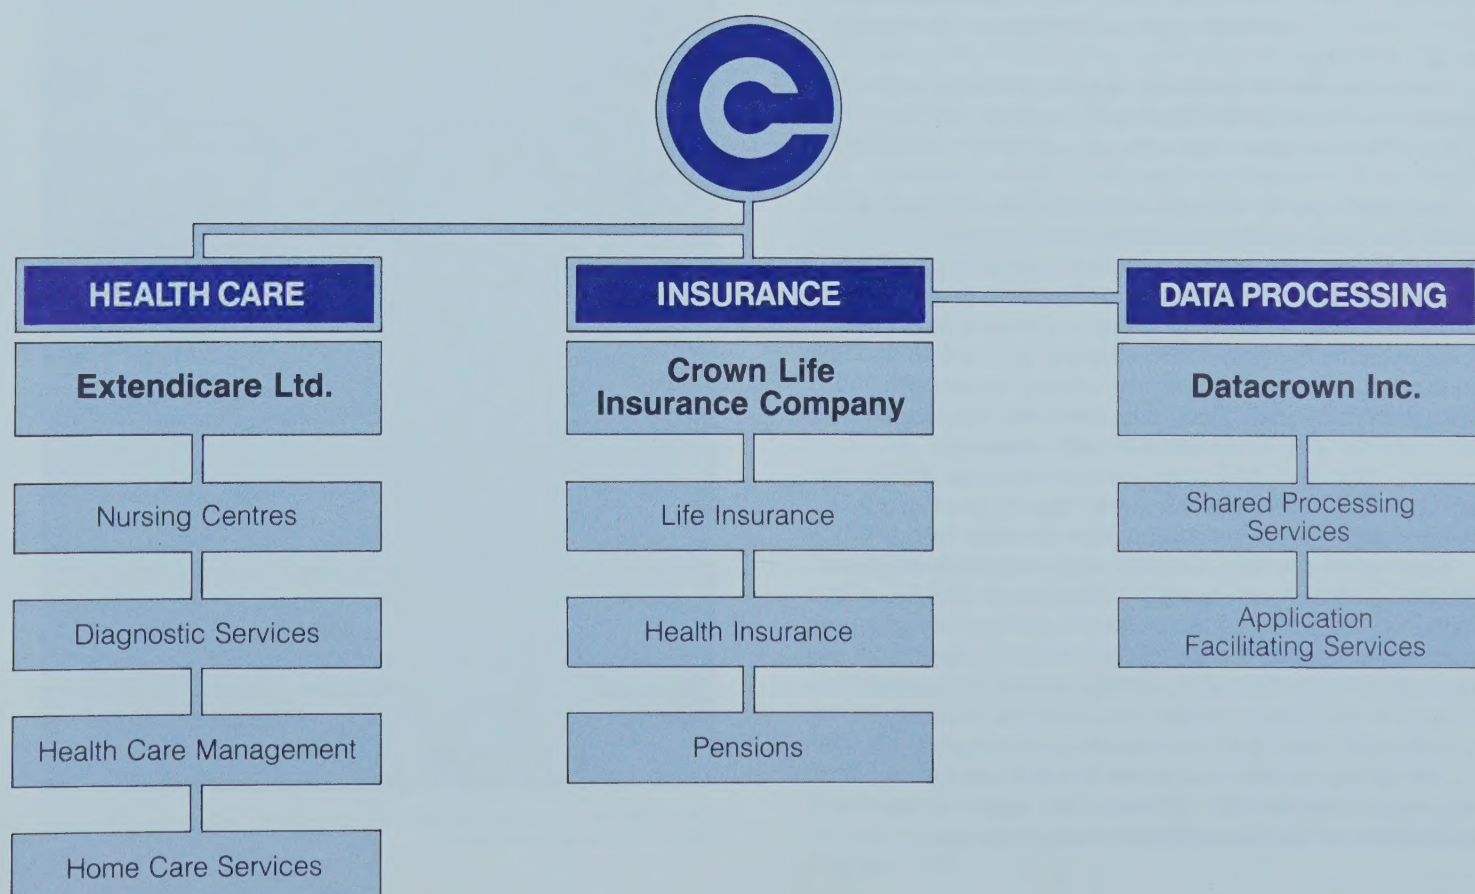 HEALTH CARE
Extendicare Ltd.
Nursing Centres
Diagnostic Services
Health Care Management
Home Care Services
INSURANCE
Crown Life
Insurance Company
Life Insurance
Health Insurance
Pensions
DATA PROCESSING
Datacrown Inc.
Shared Processing
Services
Application
Facilitating Services